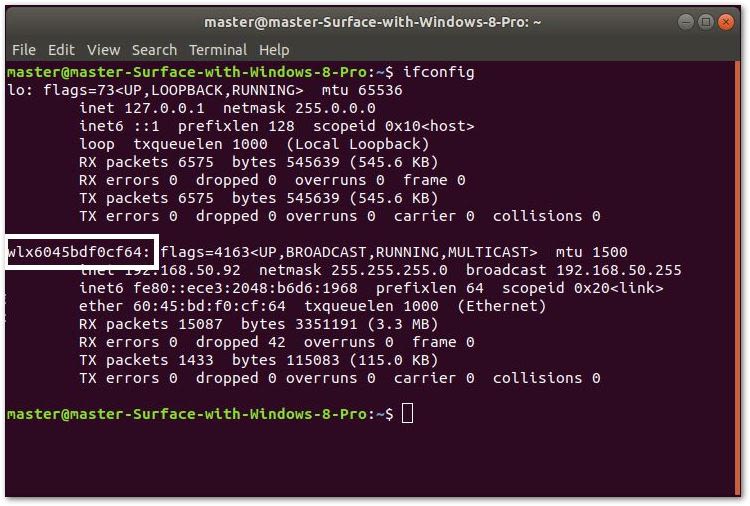 master@master-Surface-with-Windows-8-Pro: ~
File Edit View Search Terminal Help
master@master-Surface-with-Windows-8-Pro:~$ ifconfig
lo: flags=73<UP,LOOPBACK,RUNNING>  mtu 65536
        inet 127.0.0.1  netmask 255.0.0.0
        inet6 ::1  prefixlen 128  scopeid 0x10<host>
        loop  txqueuelen 1000  (Local Loopback)
        RX packets 6575  bytes 545639 (545.6 KB)
        RX errors 0  dropped 0  overruns 0  frame 0
        TX packets 6575  bytes 545639 (545.6 KB)
        TX errors 0  dropped 0 overruns 0  carrier 0  collisions 0
wlx6045bdf0cf64: flags=4163<UP,BROADCAST,RUNNING,MULTICAST>  mtu 1500
        inet 192.168.50.92  netmask 255.255.255.0  broadcast 192.168.50.255
        inet6 fe80::ece3:2048:b6d6:1968  prefixlen 64  scopeid 0x20<link>
        ether 60:45:bd:f0:cf:64  txqueuelen 1000  (Ethernet)
        RX packets 15087  bytes 3351191 (3.3 MB)
        RX errors 0  dropped 42  overruns 0  frame 0
        TX packets 1433  bytes 115083 (115.0 KB)
        TX errors 0  dropped 0 overruns 0  carrier 0  collisions 0
master@master-Surface-with-Windows-8-Pro:~$